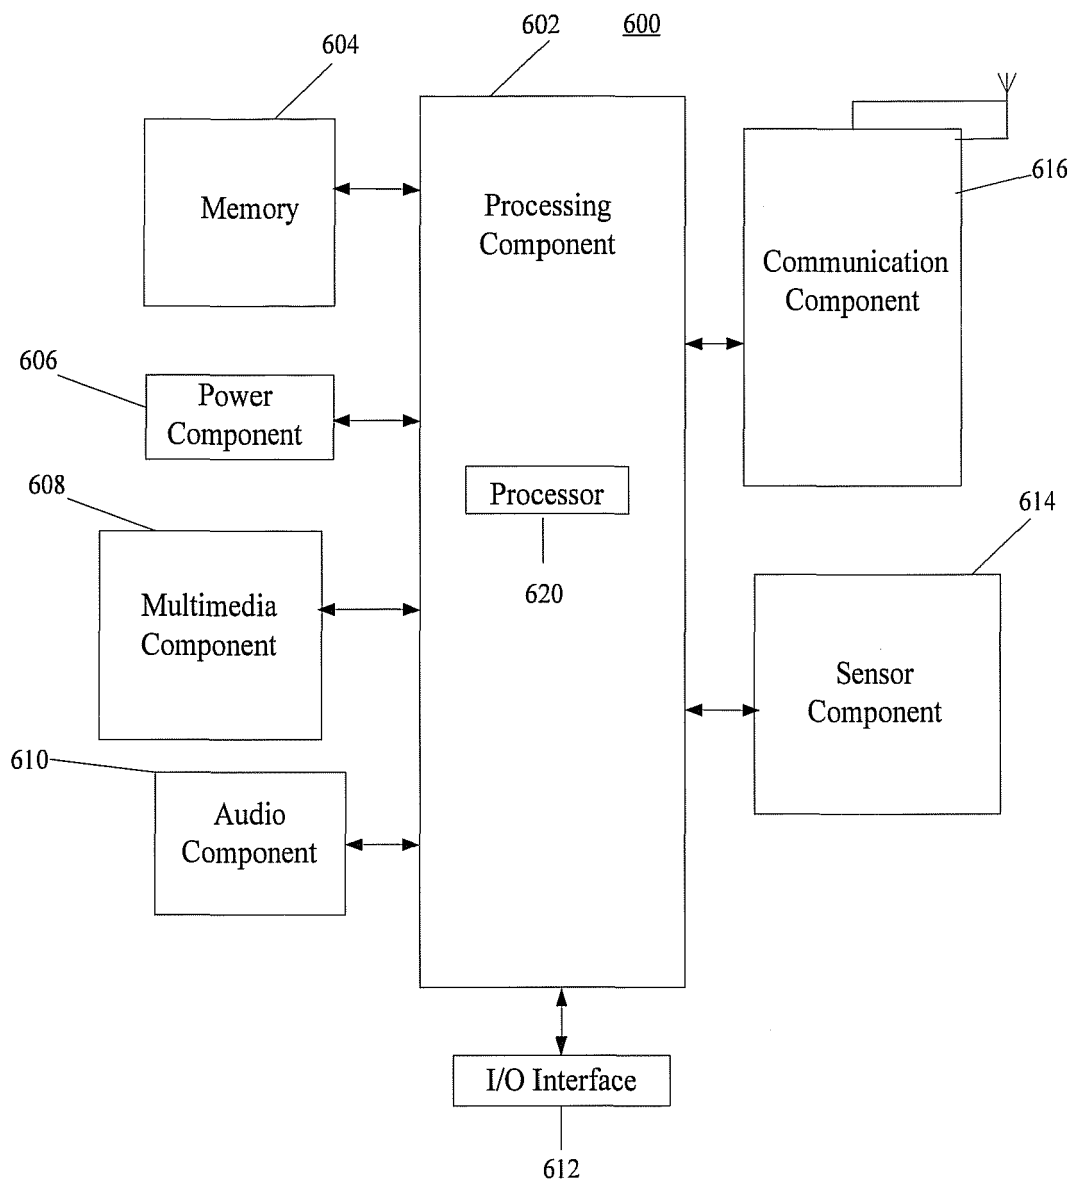 602
600
604
616
Memory
Processing
Component
Communication
Component
606
Power
Component
608
Processor
614
620
Multimedia
Component
Sensor
Component
610
Audio
Component
I/O Interface
612